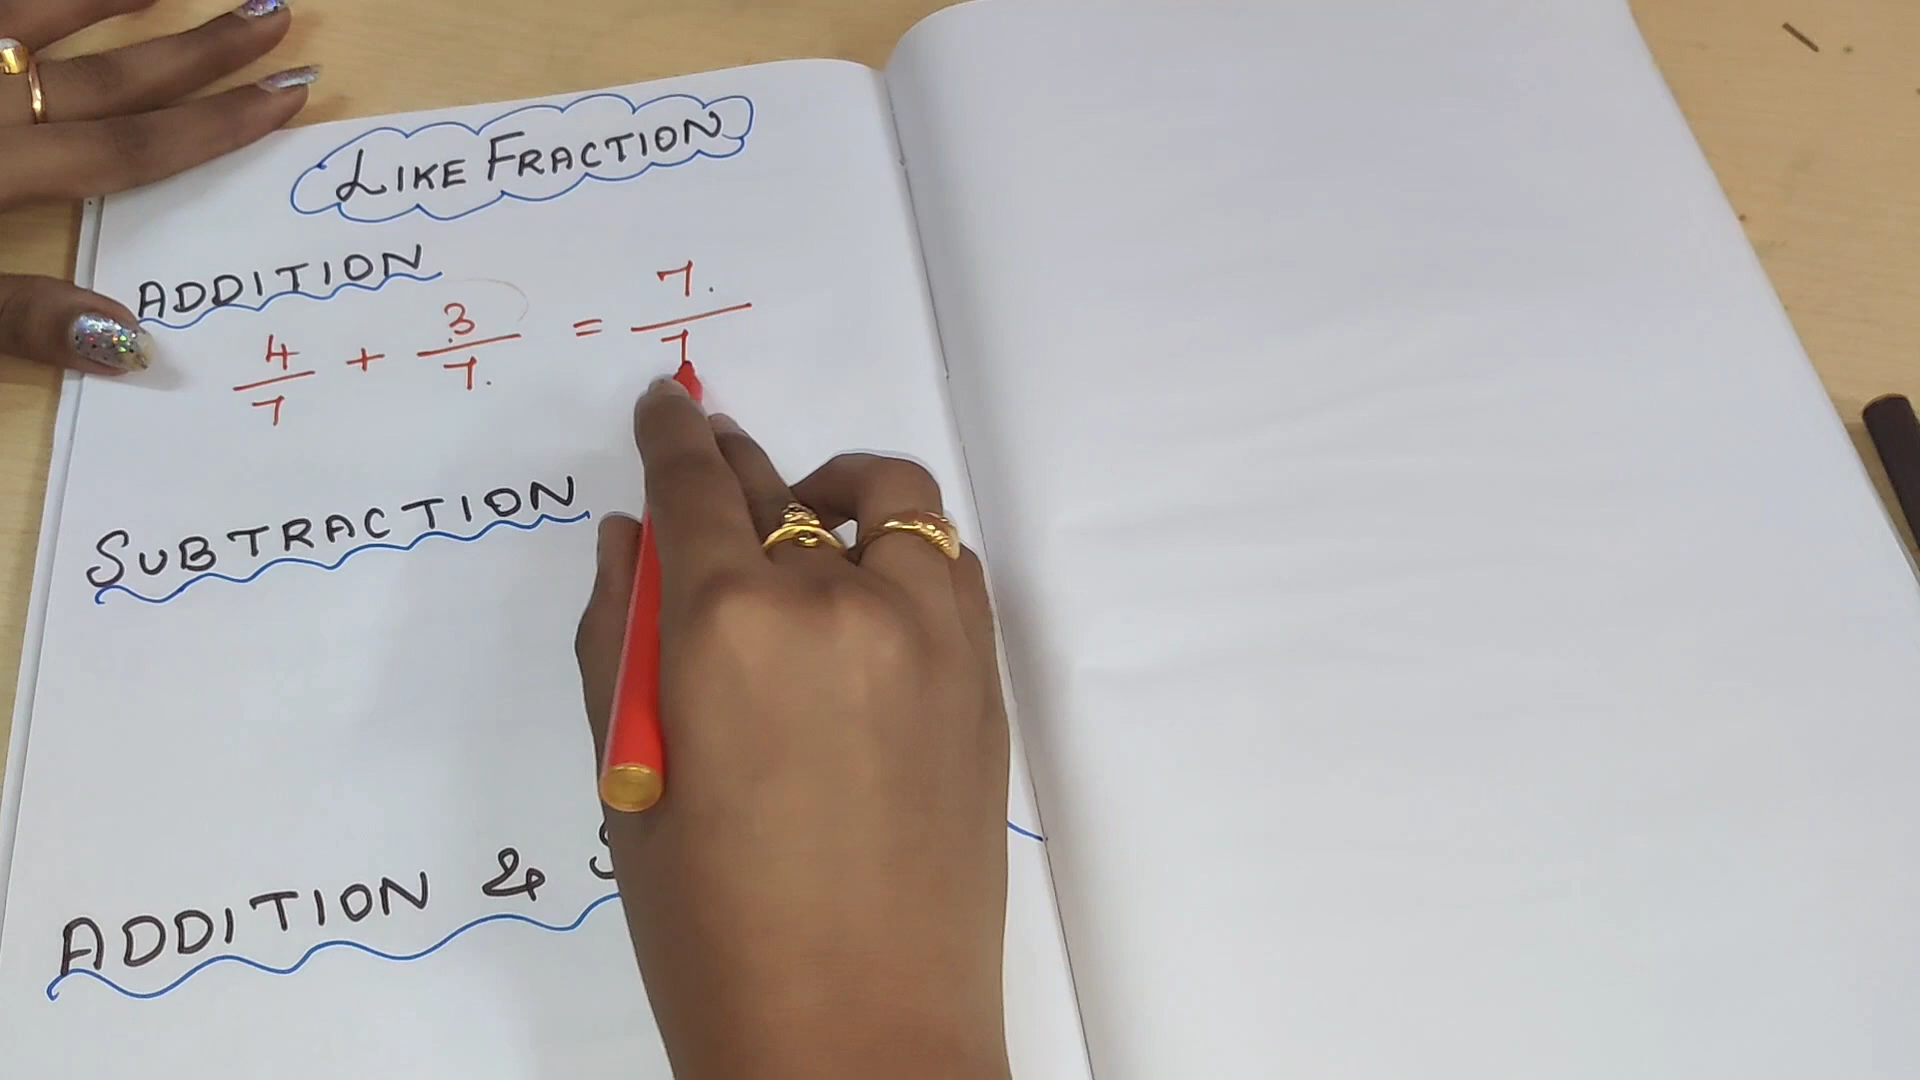 LIKE FRACTION
ADDITION
4/7 + 3/7. = 7./7
SUBTRACTION
ADDITION &